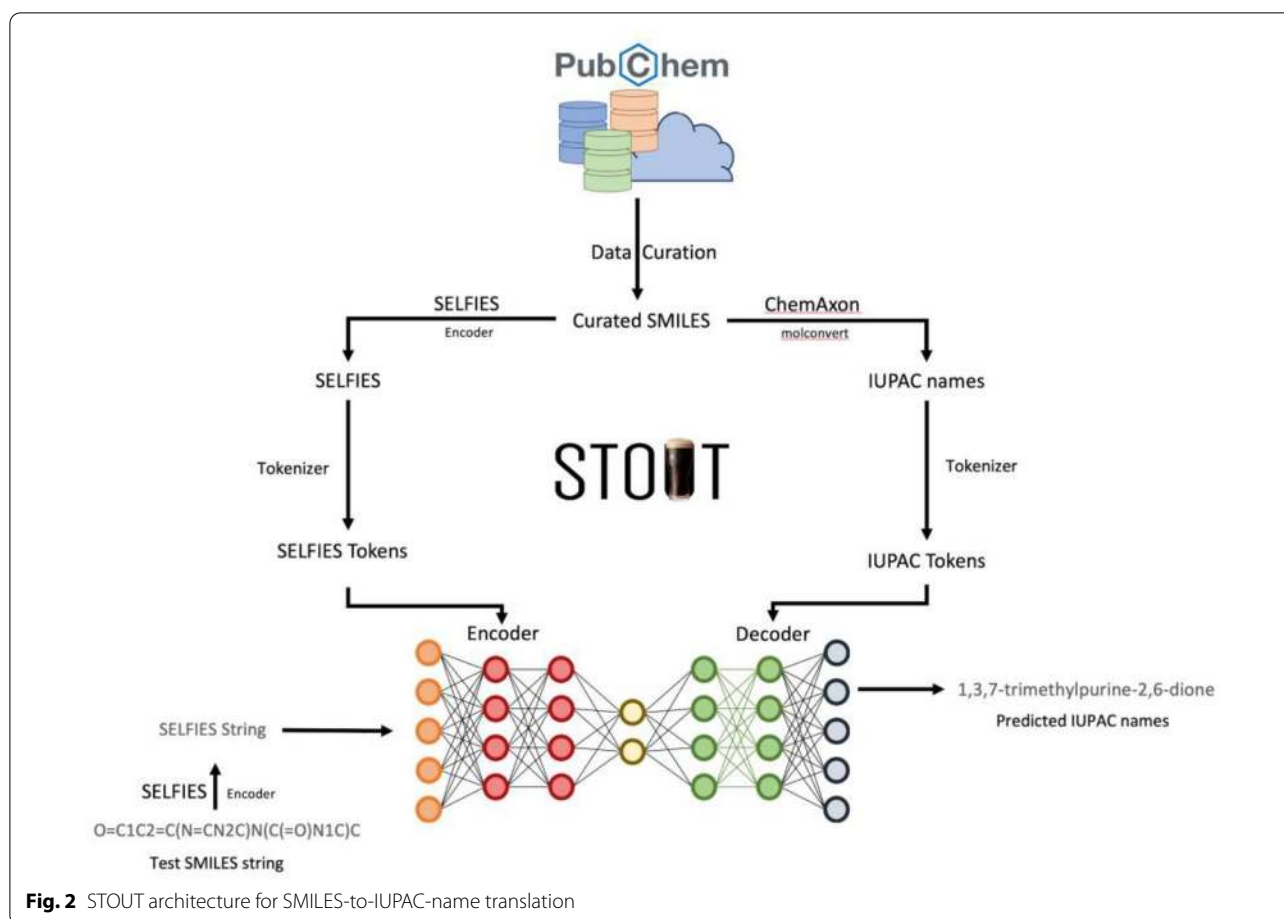 PubChem
Data Curation
SELFIES
Encoder
Curated SMILES
ChemAxon
molconvert
SELFIES
IUPAC names
Tokenizer
Tokenizer
STOUT
SELFIES Tokens
IUPAC Tokens
Encoder
Decoder
SELFIES String
1,3,7-trimethylpurine-2,6-dione
Predicted IUPAC names
SELFIES Encoder
O=C1C2=C(N=CN2C)N(C(=O)N1C)C
Test SMILES string
Fig. 2 STOUT architecture for SMILES-to-IUPAC-name translation